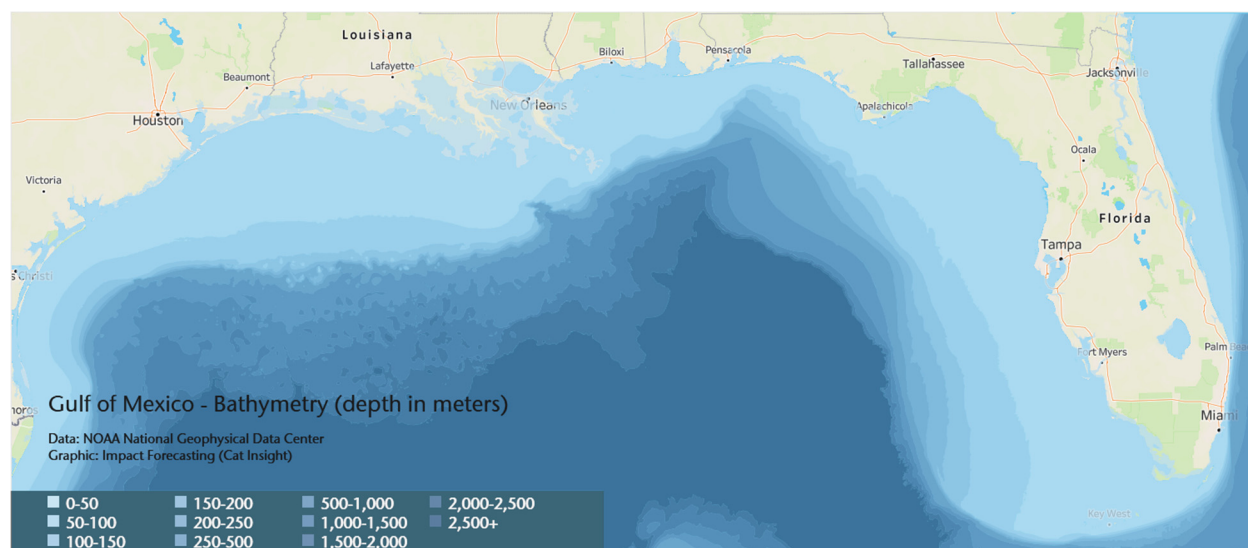 Louisiana
Biloxi
Pensacola
Tallahassee
Jacksonville
Beaumont
Lafayette
New Orleans
Apalachicola
Houston
Ocala
Victoria
Florida
Tampa
s Christi
Fort Myers
Palm Bea
moros
Miami
Key West
Gulf of Mexico - Bathymetry (depth in meters)
Data: NOAA National Geophysical Data Center
Graphic: Impact Forecasting (Cat Insight)
0-50 150-200 500-1,000 2,000-2,500
50-100 200-250 1,000-1,500 2,500+
100-150 250-500 1,500-2,000